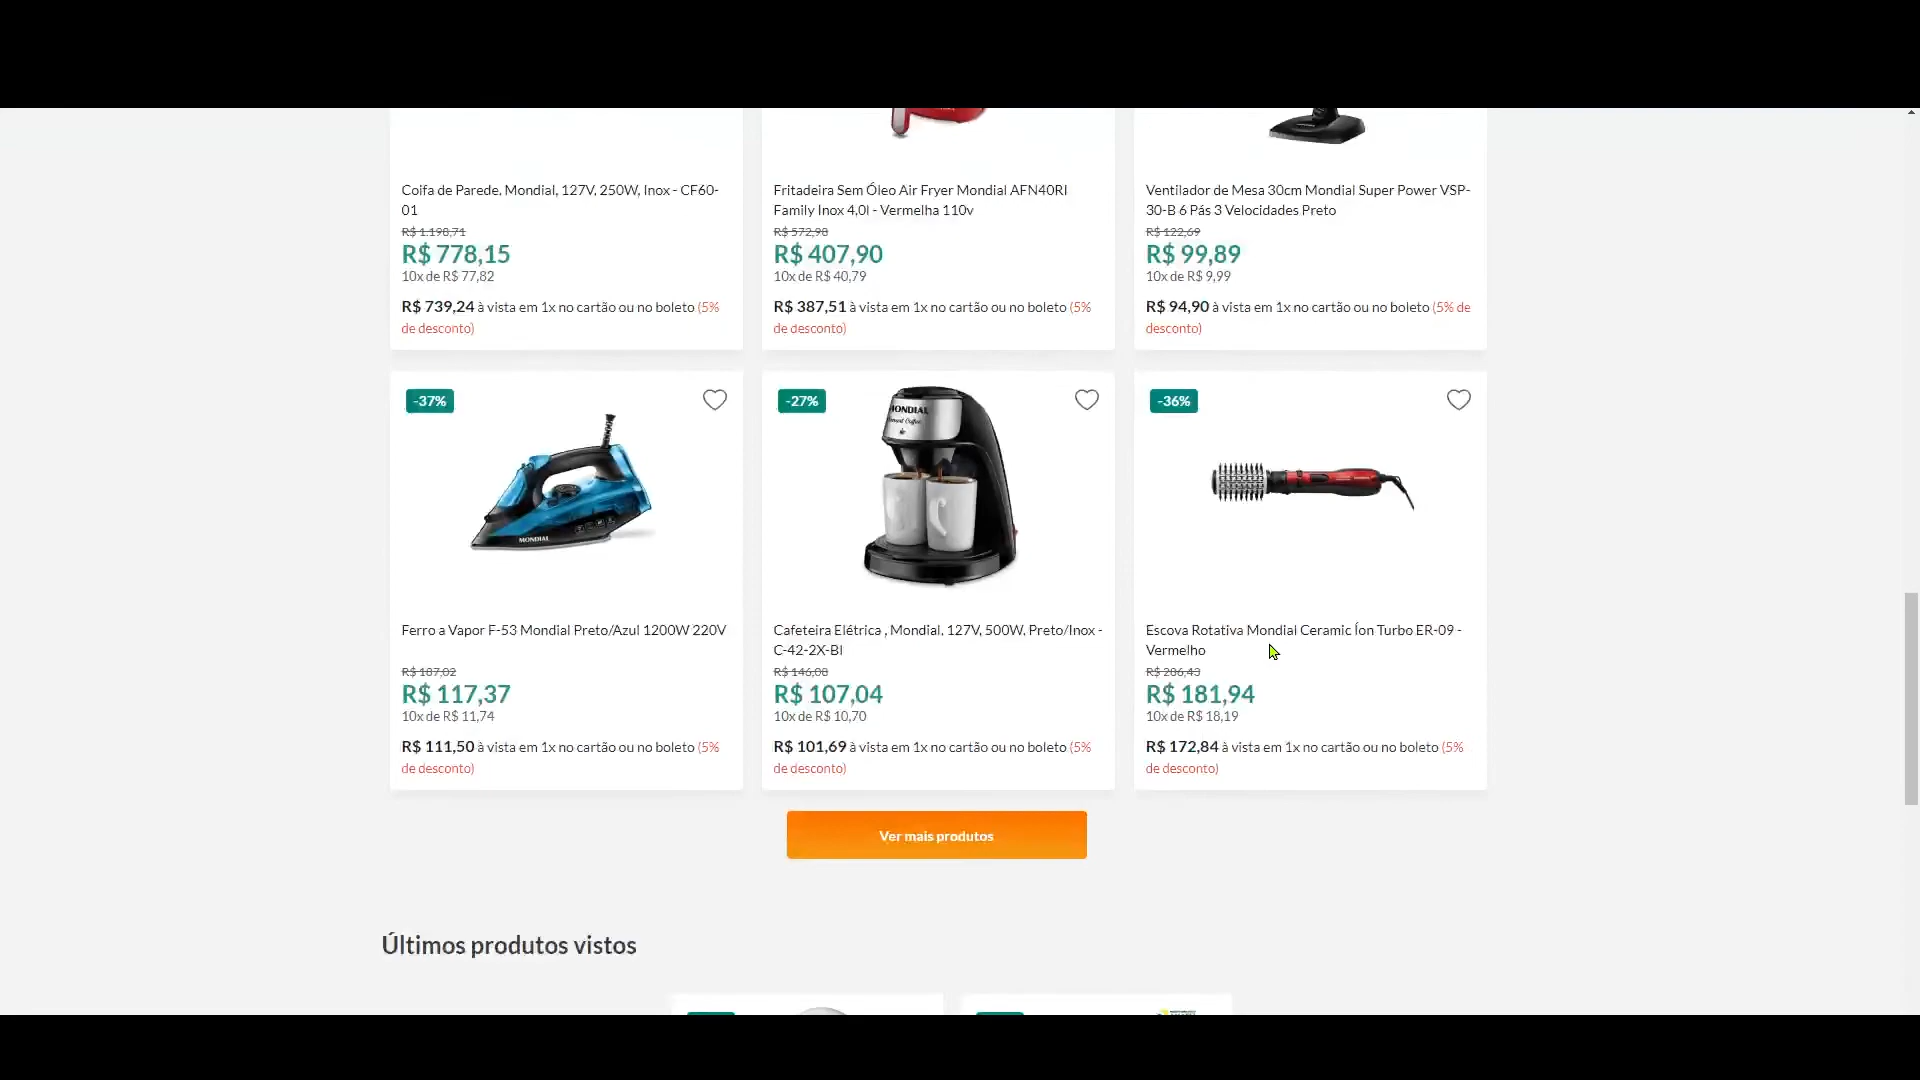 Coifa de Parede, Mondial, 127V, 250W, Inox - CF60-
01
R$ 1.198,71
R$ 778,15
10x de R$ 77,82
R$ 739,24 à vista em 1x no cartão ou no boleto (5%
de desconto)
Fritadeira Sem Óleo Air Fryer Mondial AFN40RI
Family Inox 4,0l - Vermelha 110v
R$ 572,98
R$ 407,90
10x de R$ 40,79
R$ 387,51 à vista em 1x no cartão ou no boleto (5%
de desconto)
Ventilador de Mesa 30cm Mondial Super Power VSP-
30-B 6 Pás 3 Velocidades Preto
R$ 122,69
R$ 99,89
10x de R$ 9,99
R$ 94,90 à vista em 1x no cartão ou no boleto (5% de
desconto)
-37%
MONDIAL
Ferro a Vapor F-53 Mondial Preto/Azul 1200W 220V
R$ 187,02
R$ 117,37
10x de R$ 11,74
R$ 111,50 à vista em 1x no cartão ou no boleto (5%
de desconto)
-27%
MONDIAL
Cafeteira Elétrica , Mondial, 127V, 500W, Preto/Inox -
C-42-2X-BI
R$ 146,08
R$ 107,04
10x de R$ 10,70
R$ 101,69 à vista em 1x no cartão ou no boleto (5%
de desconto)
-36%
Escova Rotativa Mondial Ceramic Íon Turbo ER-09 -
Vermelho
R$ 286,43
R$ 181,94
10x de R$ 18,19
R$ 172,84 à vista em 1x no cartão ou no boleto (5%
de desconto)
Ver mais produtos
Últimos produtos vistos